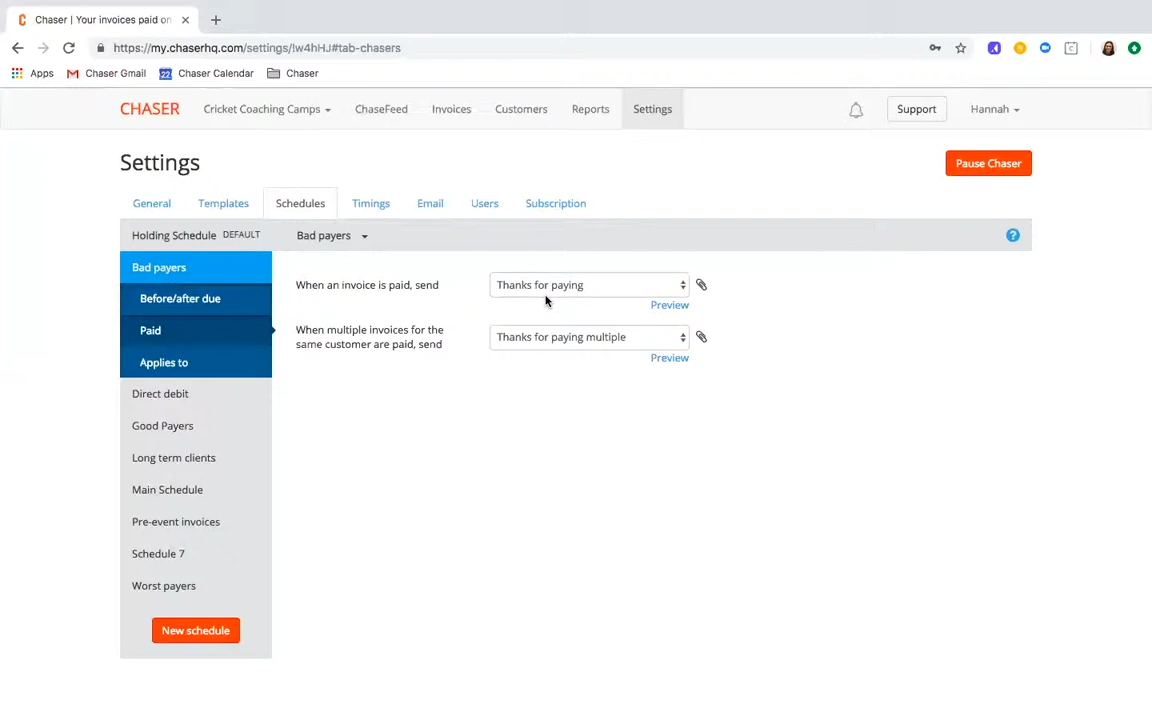 Chaser | Your invoices paid on
https://my.chaserhq.com/settings/!w4hHJ#tab-chasers
Apps Chaser Gmail 22 Chaser Calendar Chaser
CHASER Cricket Coaching Camps ChaseFeed Invoices Customers Reports Settings Support Hannah
Settings Pause Chaser
General Templates Schedules Timings Email Users Subscription
Holding Schedule DEFAULT Bad payers ?
Bad payers
Before/after due
Paid
Applies to
Direct debit
Good Payers
Long term clients
Main Schedule
Pre-event invoices
Schedule 7
Worst payers
New schedule
When an invoice is paid, send Thanks for paying
Preview
When multiple invoices for the
same customer are paid, send Thanks for paying multiple
Preview